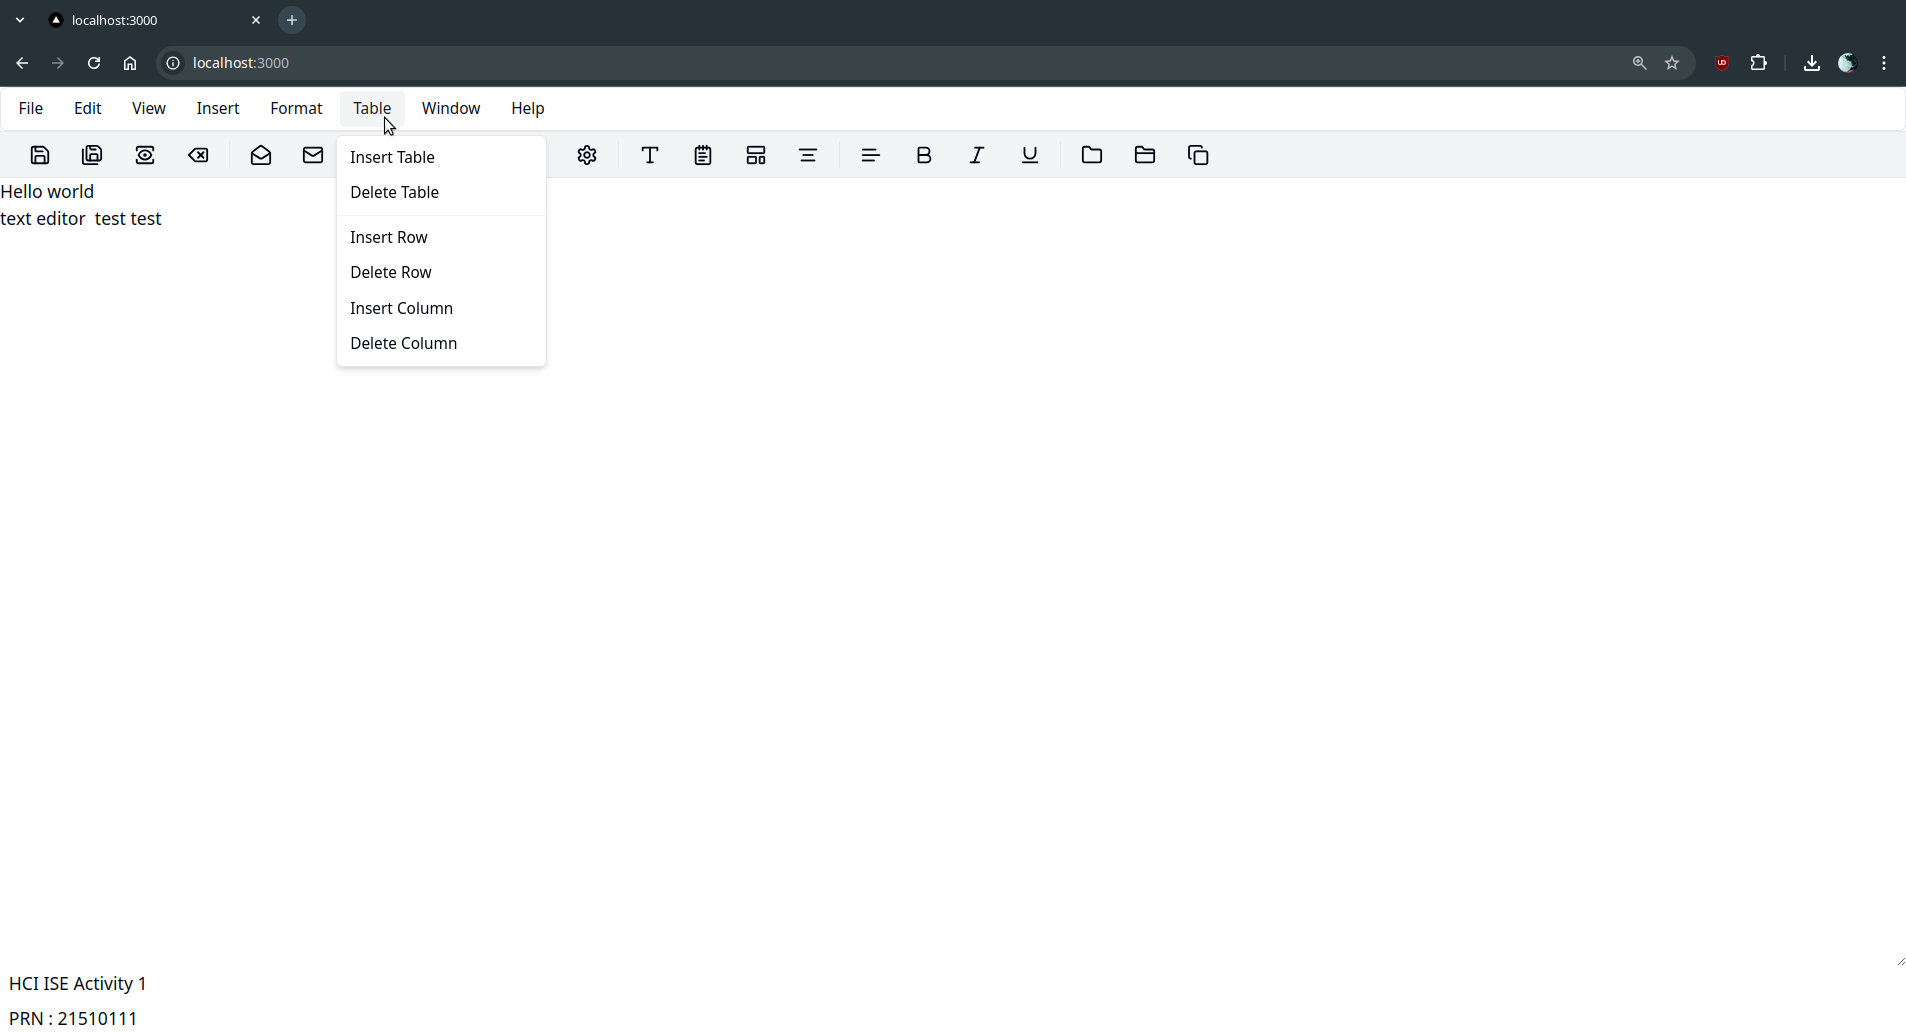 localhost:3000
localhost:3000
File Edit View Insert Format Table Window Help
Insert Table
Delete Table
Insert Row
Delete Row
Insert Column
Delete Column
Hello world
text editor  test test
HCI ISE Activity 1
PRN : 21510111